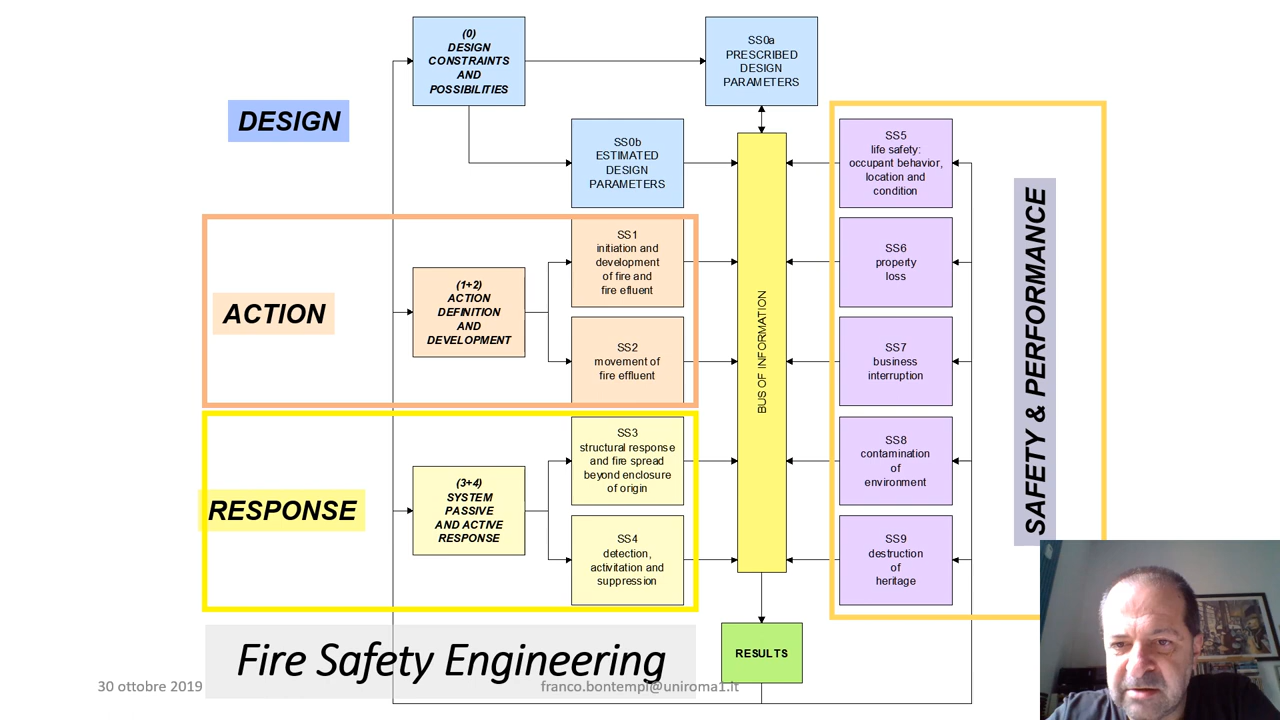 (0)
DESIGN
CONSTRAINTS
AND
POSSIBILITIES
SS0a
PRESCRIBED
DESIGN
PARAMETERS
DESIGN
SS0b
ESTIMATED
DESIGN
PARAMETERS
SS5
life safety:
occupant behavior,
location and
condition
ACTION
(1+2)
ACTION
DEFINITION
AND
DEVELOPMENT
SS1
initiation and
development
of fire and
fire efluent
SS2
movement of
fire effluent
BUS OF INFORMATION
SS6
property
loss
SS7
business
interruption
SAFETY & PERFORMANCE
RESPONSE
(3+4)
SYSTEM
PASSIVE
AND ACTIVE
RESPONSE
SS3
structural response
and fire spread
beyond enclosure
of origin
SS4
detection,
activitation and
suppression
SS8
contamination
of
environment
SS9
destruction
of
heritage
Fire Safety Engineering
RESULTS
30 ottobre 2019
franco.bontempi@uniroma1.it